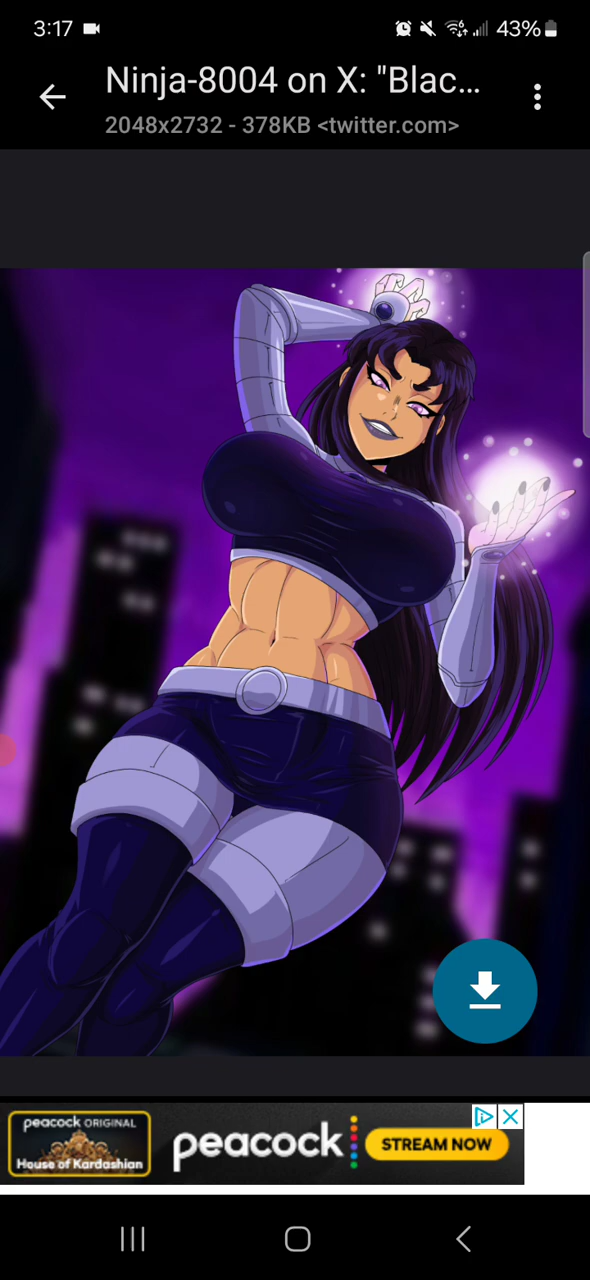 3:17 43%
Ninja-8004 on X: "Blac...
2048x2732 - 378KB <twitter.com>
peacock ORIGINAL
House of Kardashian
peacock
STREAM NOW